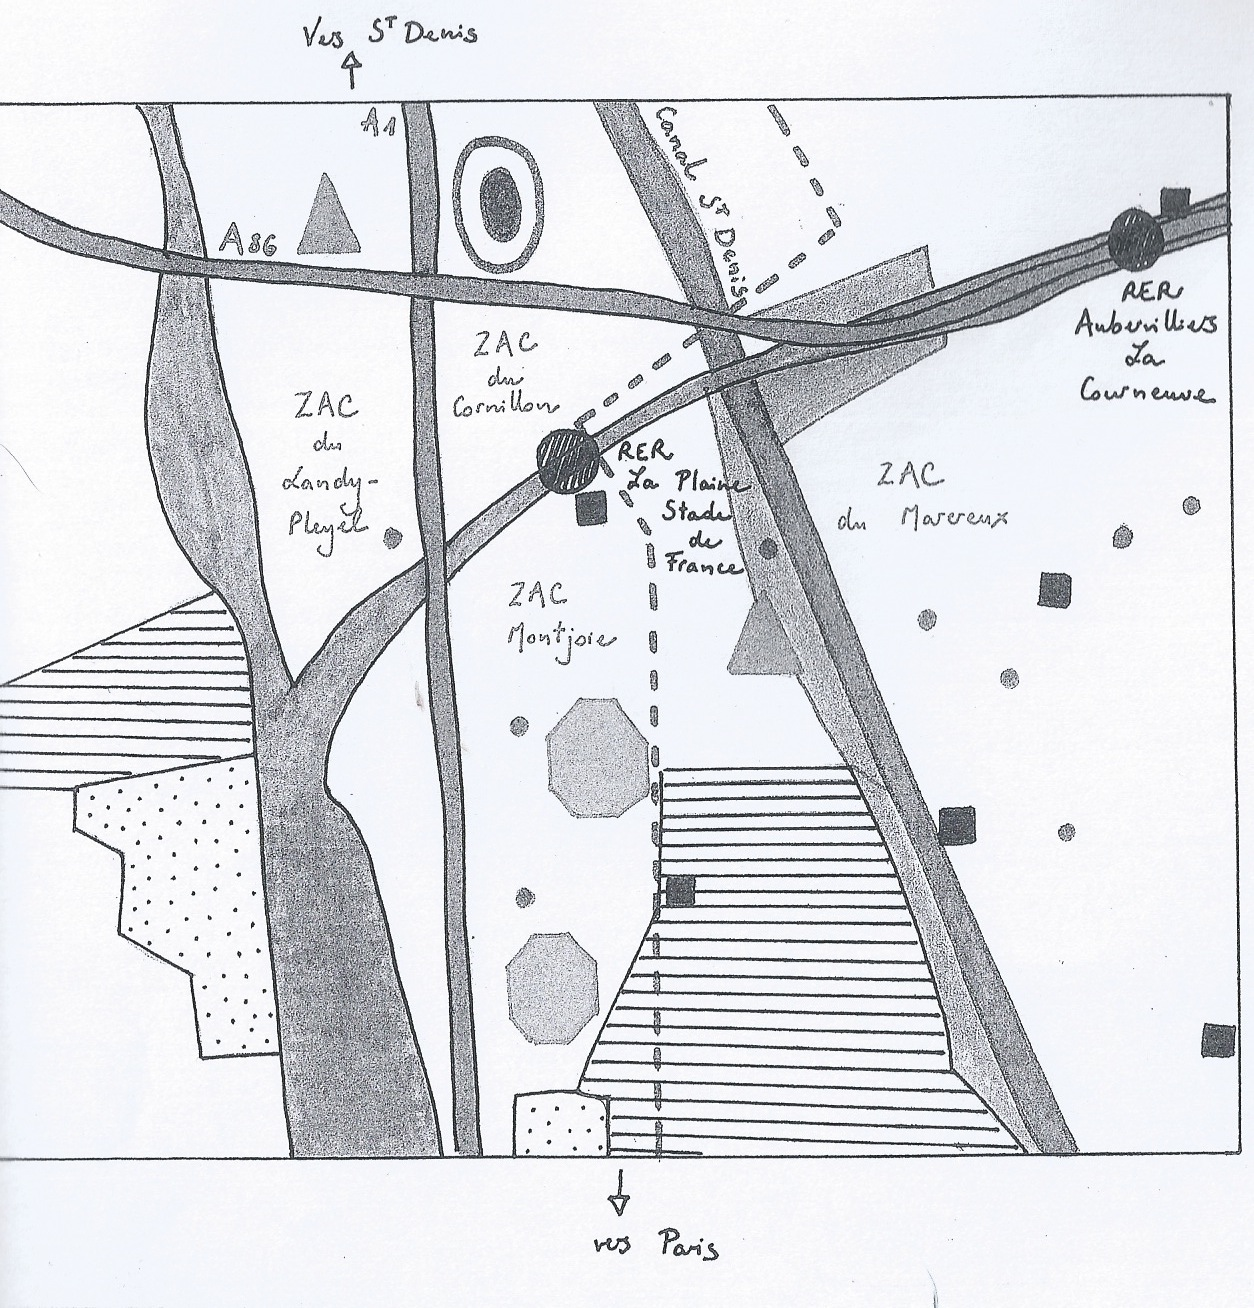 Vers Sᵀ Denis
A1
Canal Sᵗ Denis
A86
RER
Aubervilliers
La
Courneuve
ZAC
du
Cornillon
ZAC
du
Landy-
Pleyel
RER
La Plaine
Stade
de
France
ZAC
du Marcreux
ZAC
Montjoie
vers Paris